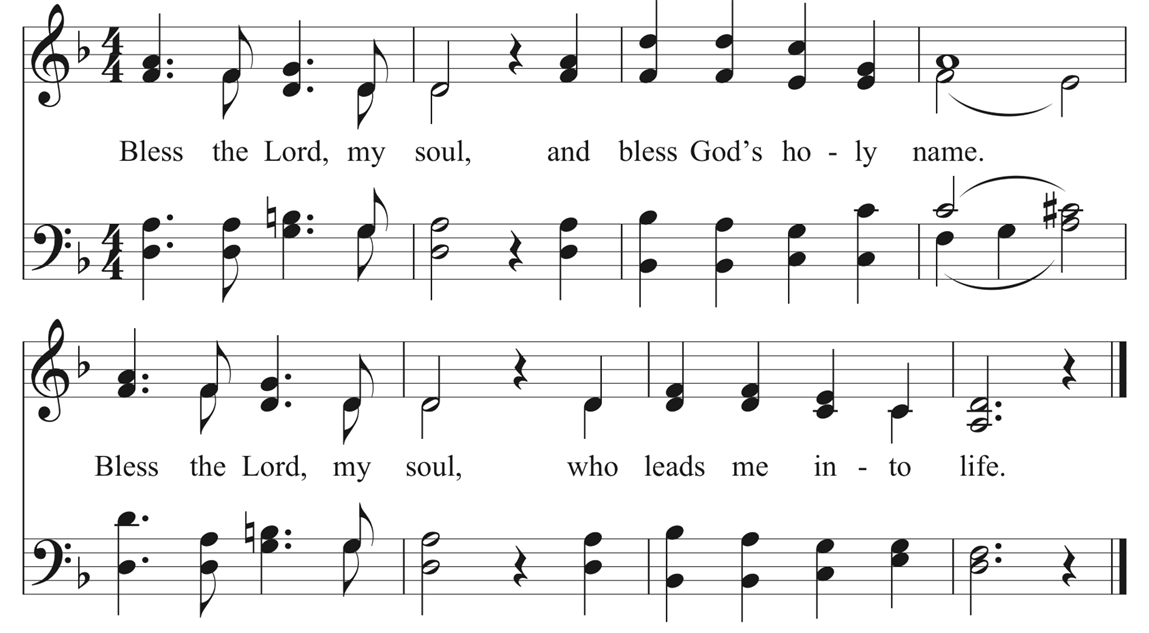 Bless the Lord, my soul, and bless God's ho - ly name.
Bless the Lord, my soul, who leads me in - to life.